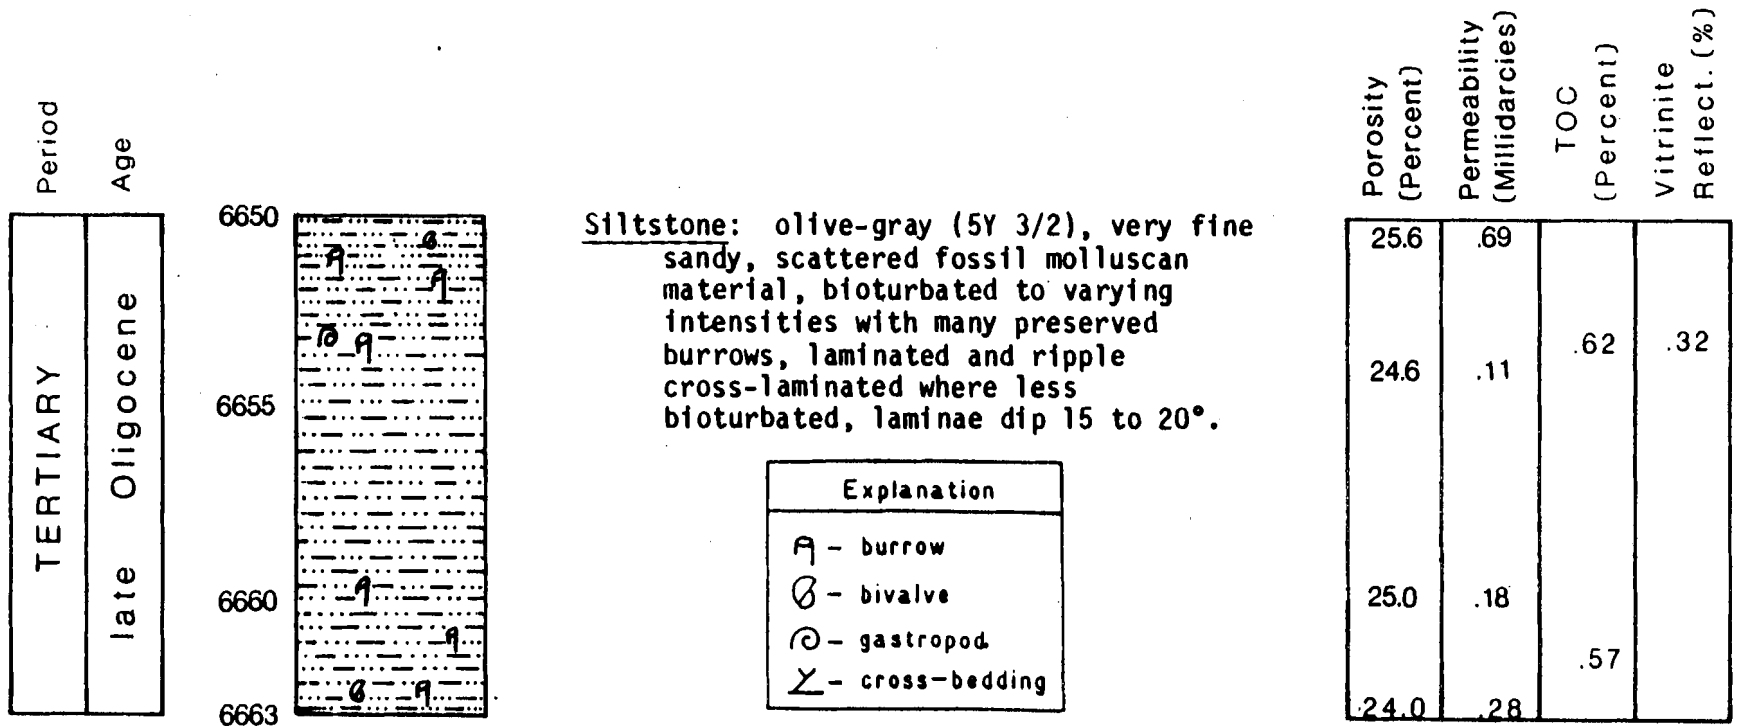 Period
Age
TERTIARY
late Oligocene
6650
6655
6660
6663
Siltstone: olive-gray (5Y 3/2), very fine
sandy, scattered fossil molluscan
material, bioturbated to varying
intensities with many preserved
burrows, laminated and ripple
cross-laminated where less
bioturbated, laminae dip 15 to 20°.
Explanation
- burrow
- bivalve
- gastropod
- cross-bedding
Porosity
(Percent)
Permeability
(Millidarcies)
TOC
(Percent)
Vitrinite
Reflect. (%)
25.6 .69
.62 .32
24.6 .11
25.0 .18
.57
24.0 .28